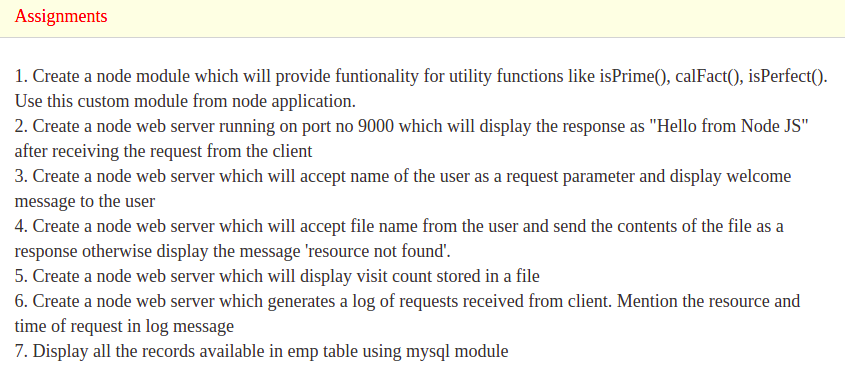 Assignments
1. Create a node module which will provide funtionality for utility functions like isPrime(), calFact(), isPerfect().
Use this custom module from node application.
2. Create a node web server running on port no 9000 which will display the response as "Hello from Node JS"
after receiving the request from the client
3. Create a node web server which will accept name of the user as a request parameter and display welcome
message to the user
4. Create a node web server which will accept file name from the user and send the contents of the file as a
response otherwise display the message 'resource not found'.
5. Create a node web server which will display visit count stored in a file
6. Create a node web server which generates a log of requests received from client. Mention the resource and
time of request in log message
7. Display all the records available in emp table using mysql module